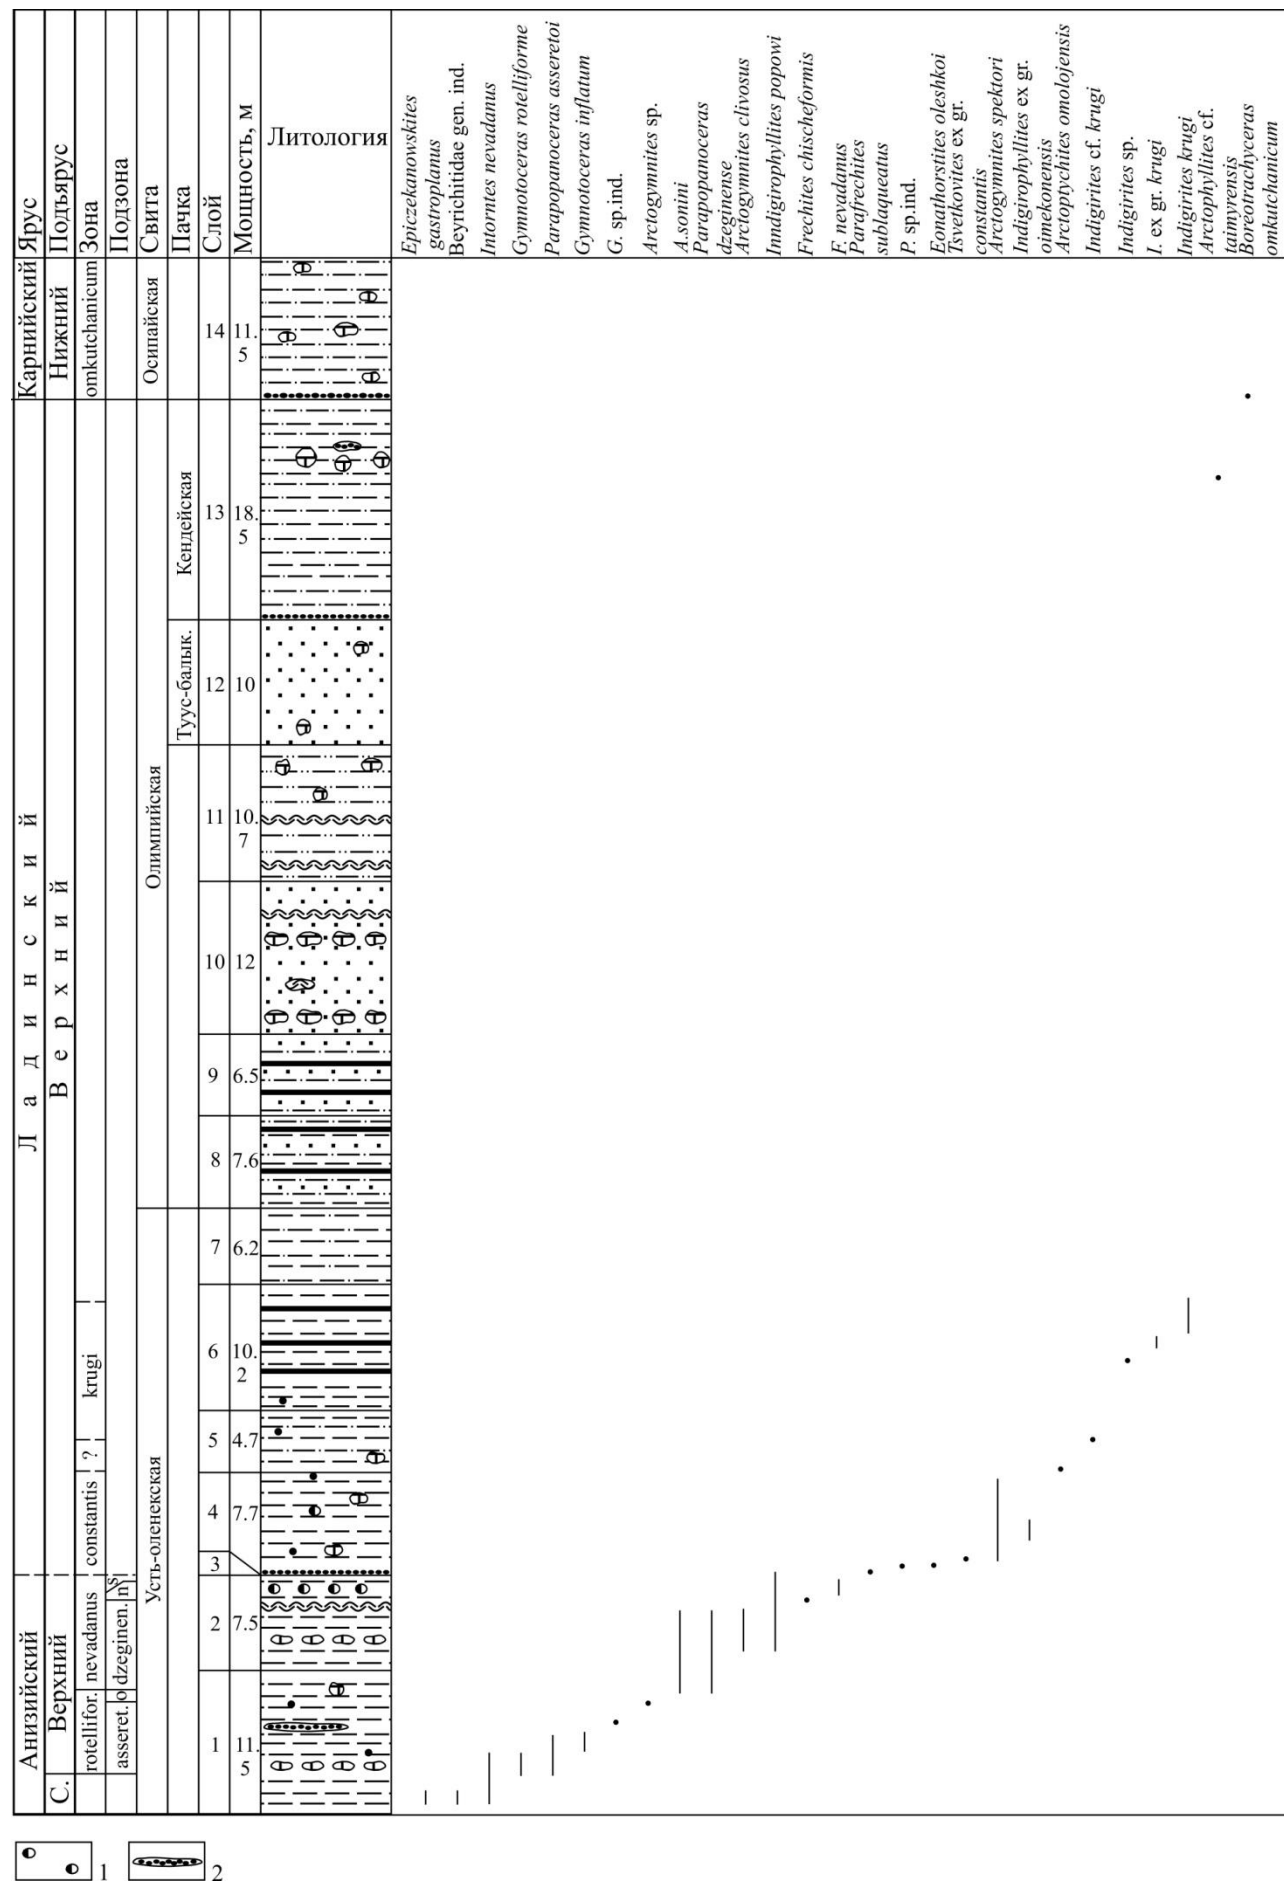 Ярус
Подъярус
Зона
Подзона
Свита
Пачка
Слой
Мощность, м
Литология
Epiczekanowskites
gastroplanus
Beyrichitidae gen. ind.
Intorntes nevadanus
Gymnotoceras rotelliforme
Parapopanoceras asseretoi
Gymnotoceras inflatum
G. sp.ind.
Arctogymnites sp.
A.sonini
Parapopanoceras
dzeginense
Arctogymnites clivosus
Inndigirophyllites popowi
Frechites chischeformis
F. nevadanus
Parafrechites
sublaqueatus
P. sp.ind.
Eonathorstites oleshkoi
Tsvetkovites ex gr.
constantis
Arctogymnites spektori
Indigirophyllites ex gr.
oimekonensis
Arctoptychites omolojensis
Indigirites cf. krugi
Indigirites sp.
I. ex gr. krugi
Indigirites krugi
Arctophyllites cf.
taimyrensis
Boreotrachyceras
omkutchanicum
Карнийский
Нижний
omkutchanicum
Осипайская
14
11.
5
Ладинский
Верхний
Олимпийская
Кендейская
13
18.
5
Туус-балык.
12
10
11
10.
7
10
12
9
6.5
8
7.6
Усть-оленекская
7
6.2
krugi
6
10.
2
?
5
4.7
constantis
4
7.7
3
Анизийский
Верхний
nevadanus
n
s
dzeginen.
2
7.5
rotellifor.
o
asseret.
1
11.
5
С.
1
2